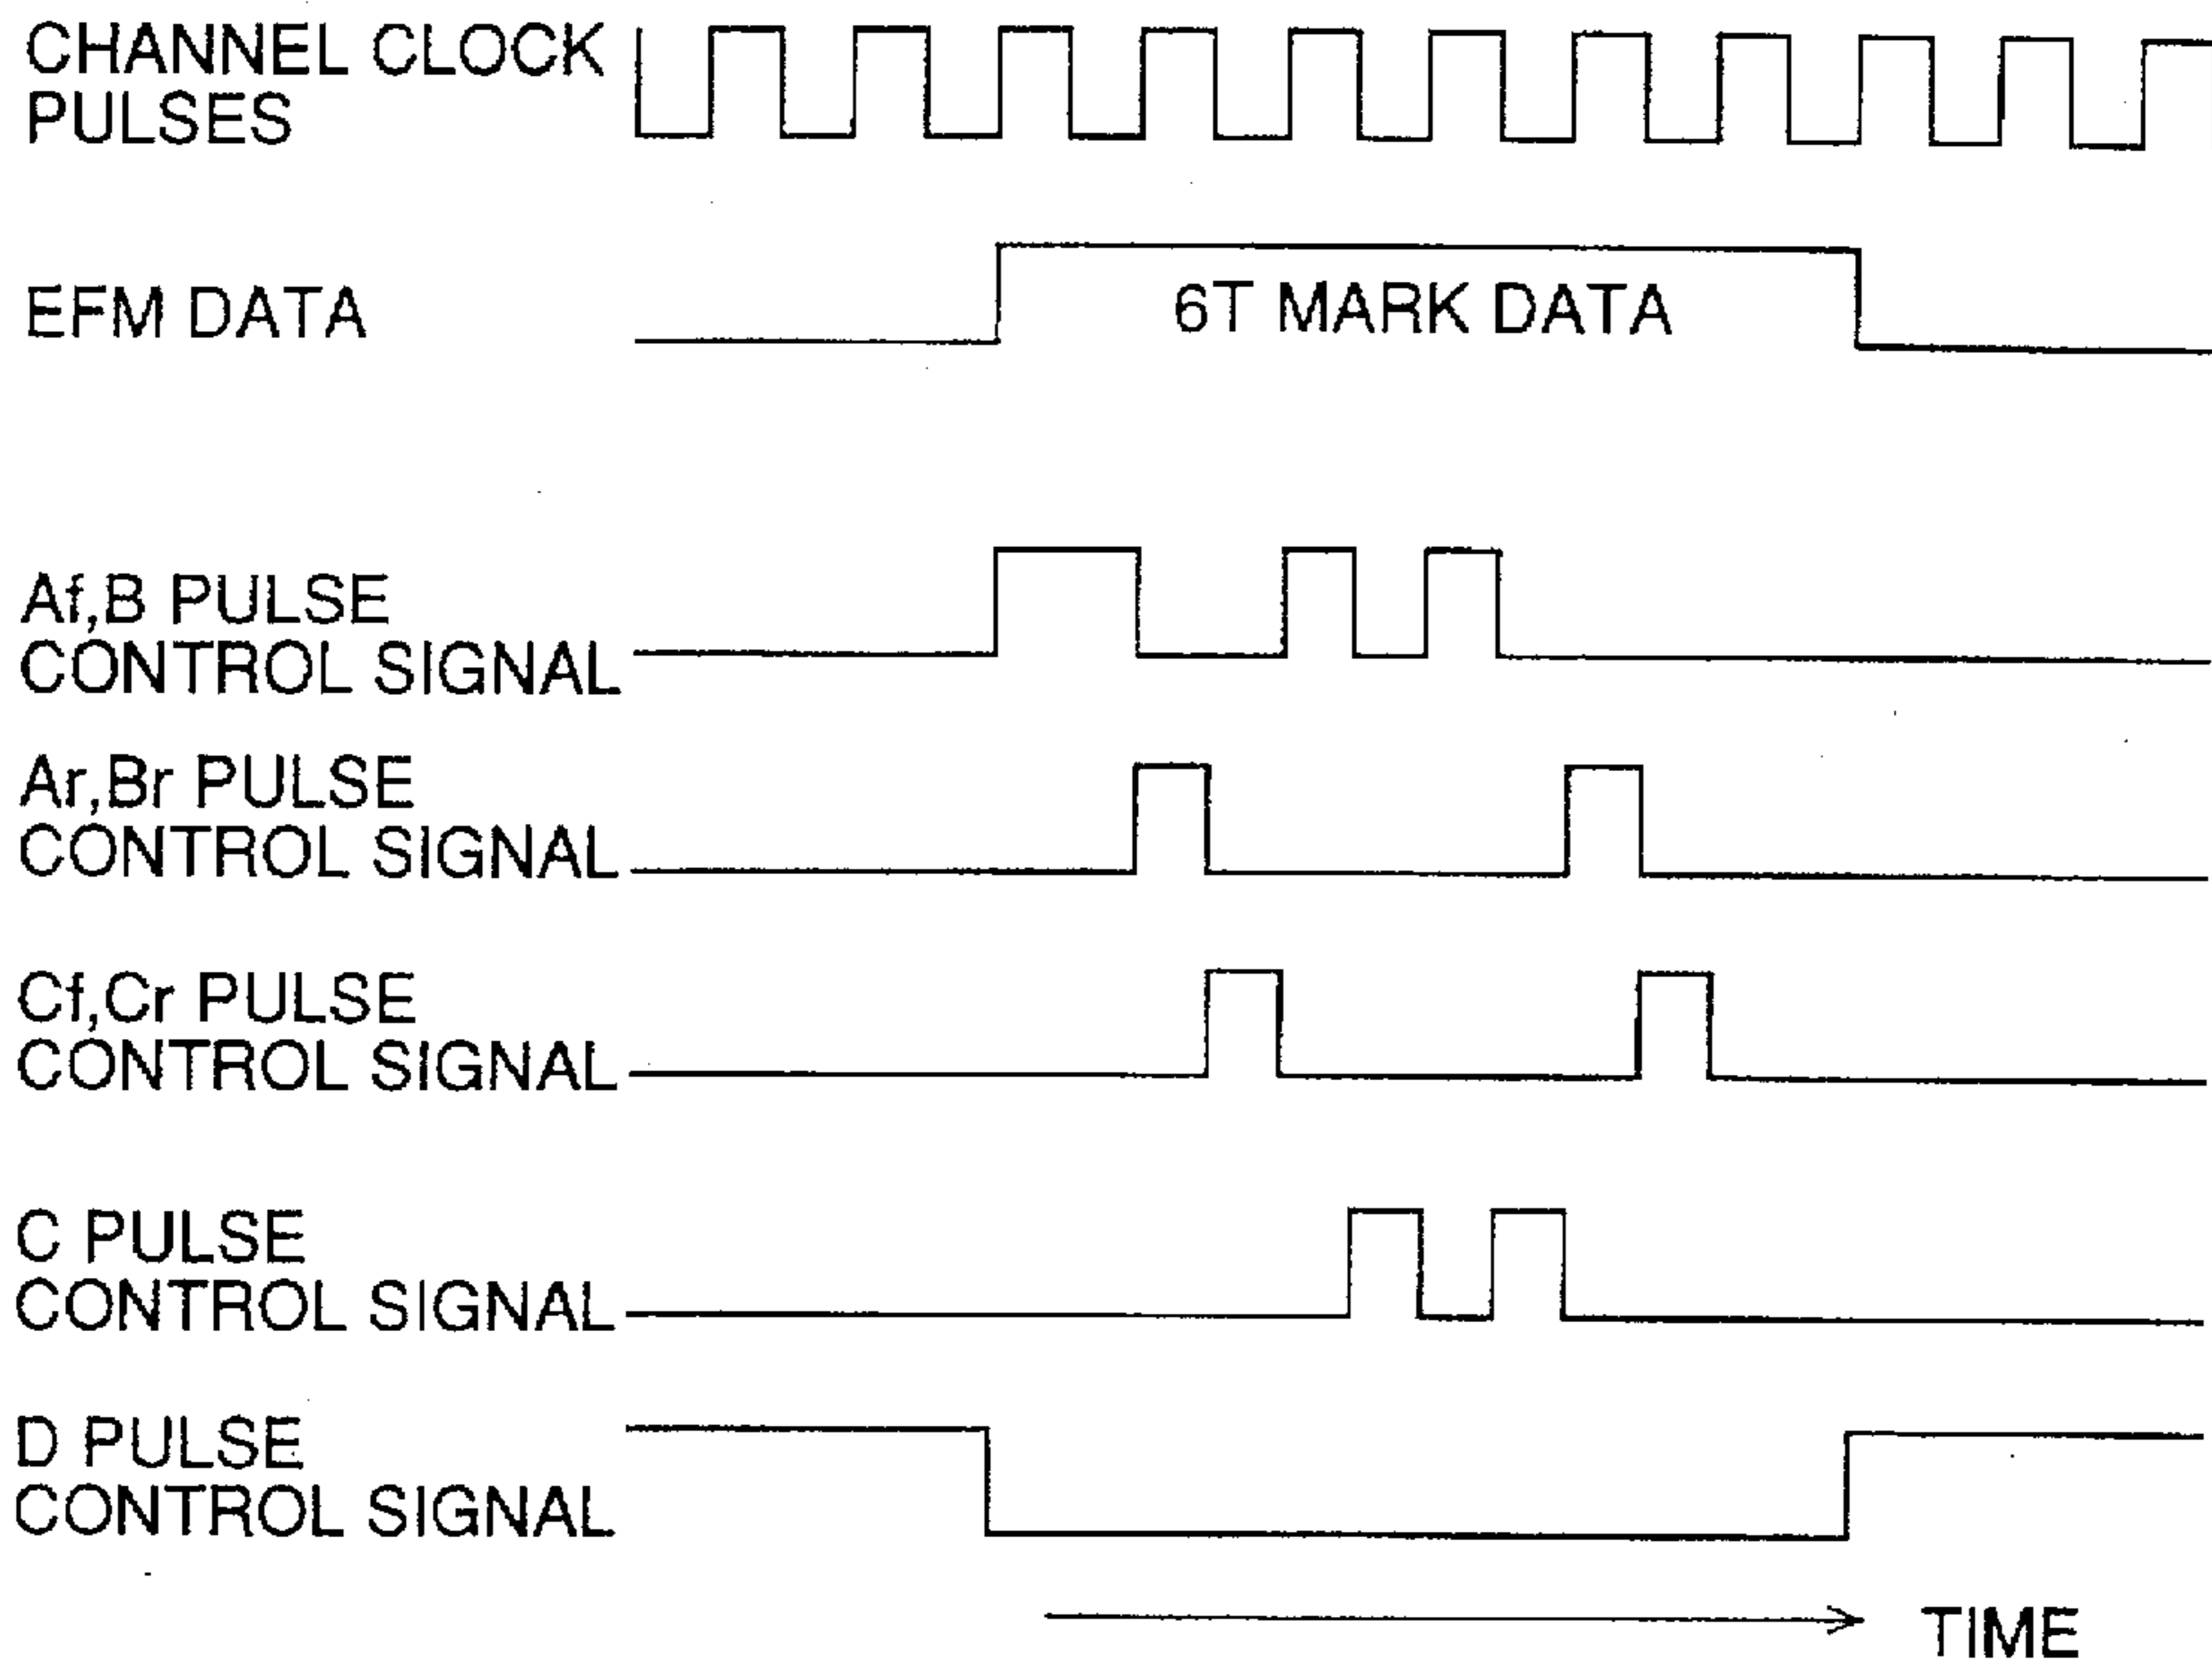 CHANNEL CLOCK
PULSES
EFM DATA
6T MARK DATA
Af,B PULSE
CONTROL SIGNAL
Ar,Br PULSE
CONTROL SIGNAL
Cf,Cr PULSE
CONTROL SIGNAL
C PULSE
CONTROL SIGNAL
D PULSE
CONTROL SIGNAL
TIME